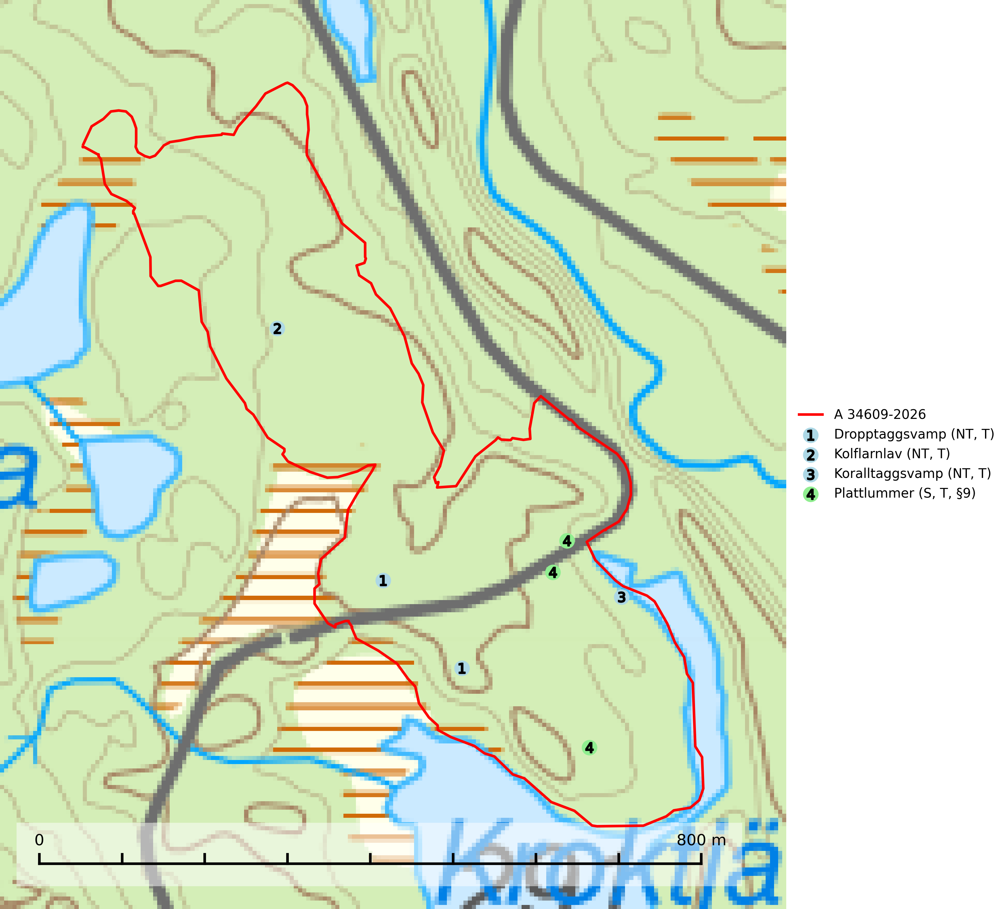 2
1
4
4
3
1
4
a
Kroktjä
0
800 m
A 34609-2026
1 Dropptaggsvamp (NT, T)
2 Kolflarnlav (NT, T)
3 Koralltaggsvamp (NT, T)
4 Plattlummer (S, T, §9)